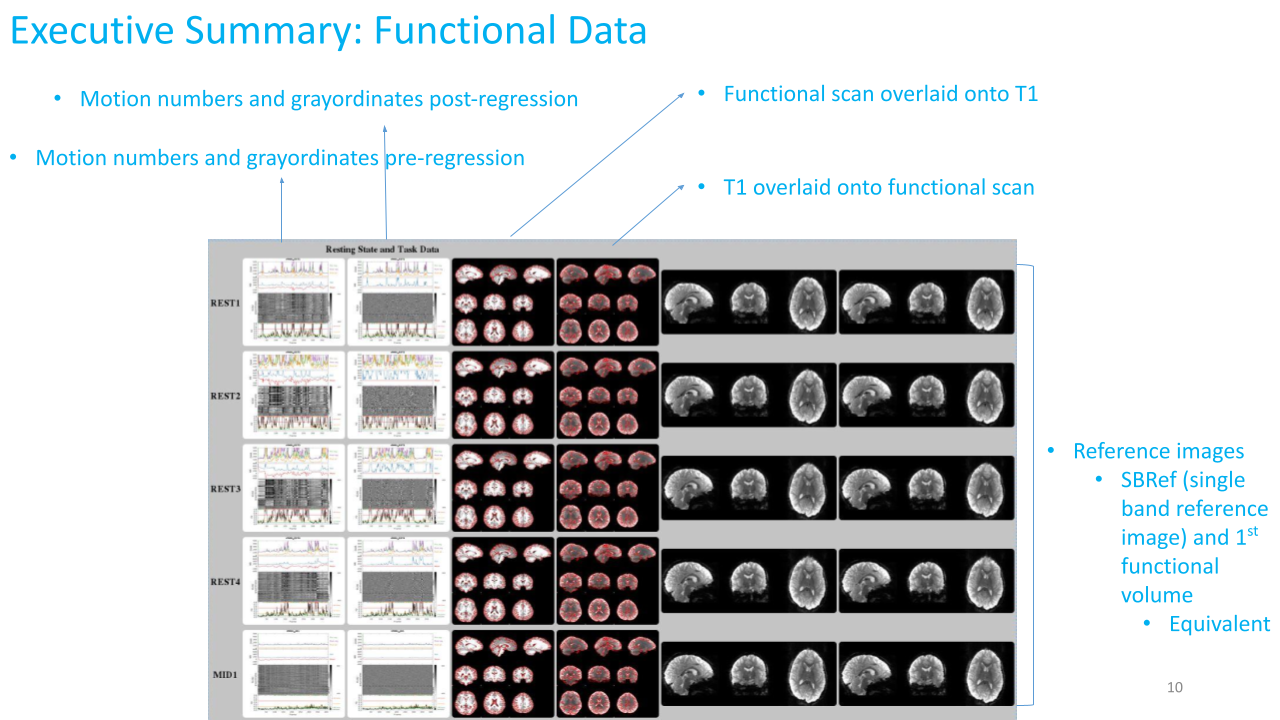 Executive Summary: Functional Data
• Motion numbers and grayordinates post-regression
• Functional scan overlaid onto T1
• Motion numbers and grayordinates pre-regression
• T1 overlaid onto functional scan
Resting State and Task Data
REST1
REST2
REST3
REST4
MID1
• Reference images
• SBRef (single
band reference
image) and 1st
functional
volume
• Equivalent
10